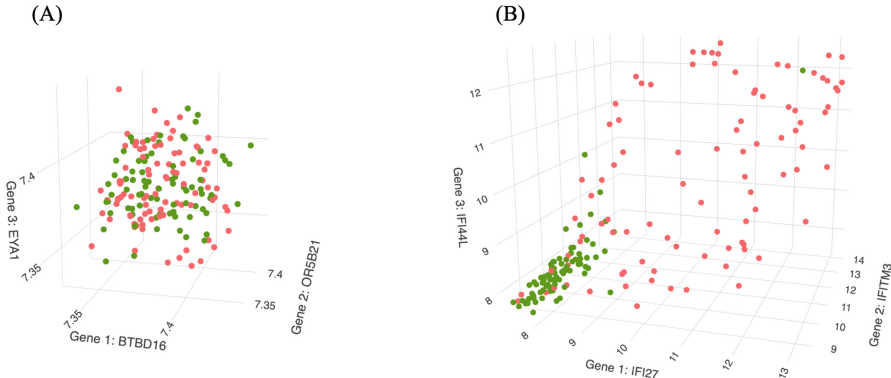 (A)
Gene 3: EYA1
7.4
7.35
7.35
7.4
Gene 1: BTBD16
7.4
7.35
Gene 2: OR5B21
(B)
Gene 3: IFI44L
12
11
10
9
8
8
9
10
11
12
13
Gene 1: IFI27
14
13
12
11
10
9
Gene 2: IFITM3